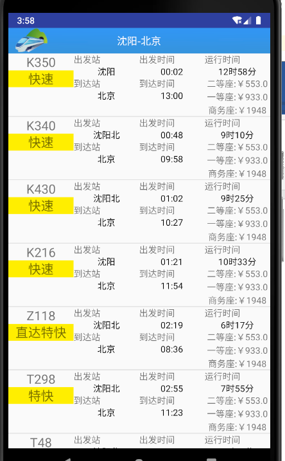 3:58
沈阳-北京
K350 出发站 出发时间 运行时间
快速 沈阳 00:02 12时58分
到达站 到达时间 二等座:￥553.0
北京 13:00 一等座:￥933.0
商务座:￥1948
K340 出发站 出发时间 运行时间
快速 沈阳北 00:48 9时10分
到达站 到达时间 二等座:￥553.0
北京 09:58 一等座:￥933.0
商务座:￥1948
K430 出发站 出发时间 运行时间
快速 沈阳北 01:02 9时25分
到达站 到达时间 二等座:￥553.0
北京 10:27 一等座:￥933.0
商务座:￥1948
K216 出发站 出发时间 运行时间
快速 沈阳 01:21 10时33分
到达站 到达时间 二等座:￥553.0
北京 11:54 一等座:￥933.0
商务座:￥1948
Z118 出发站 出发时间 运行时间
直达特快 沈阳 02:19 6时17分
到达站 到达时间 二等座:￥553.0
北京 08:36 一等座:￥933.0
商务座:￥1948
T298 出发站 出发时间 运行时间
特快 沈阳北 02:55 7时55分
到达站 到达时间 二等座:￥553.0
北京 11:23 一等座:￥933.0
商务座:￥1948
T48 出发站 出发时间 运行时间